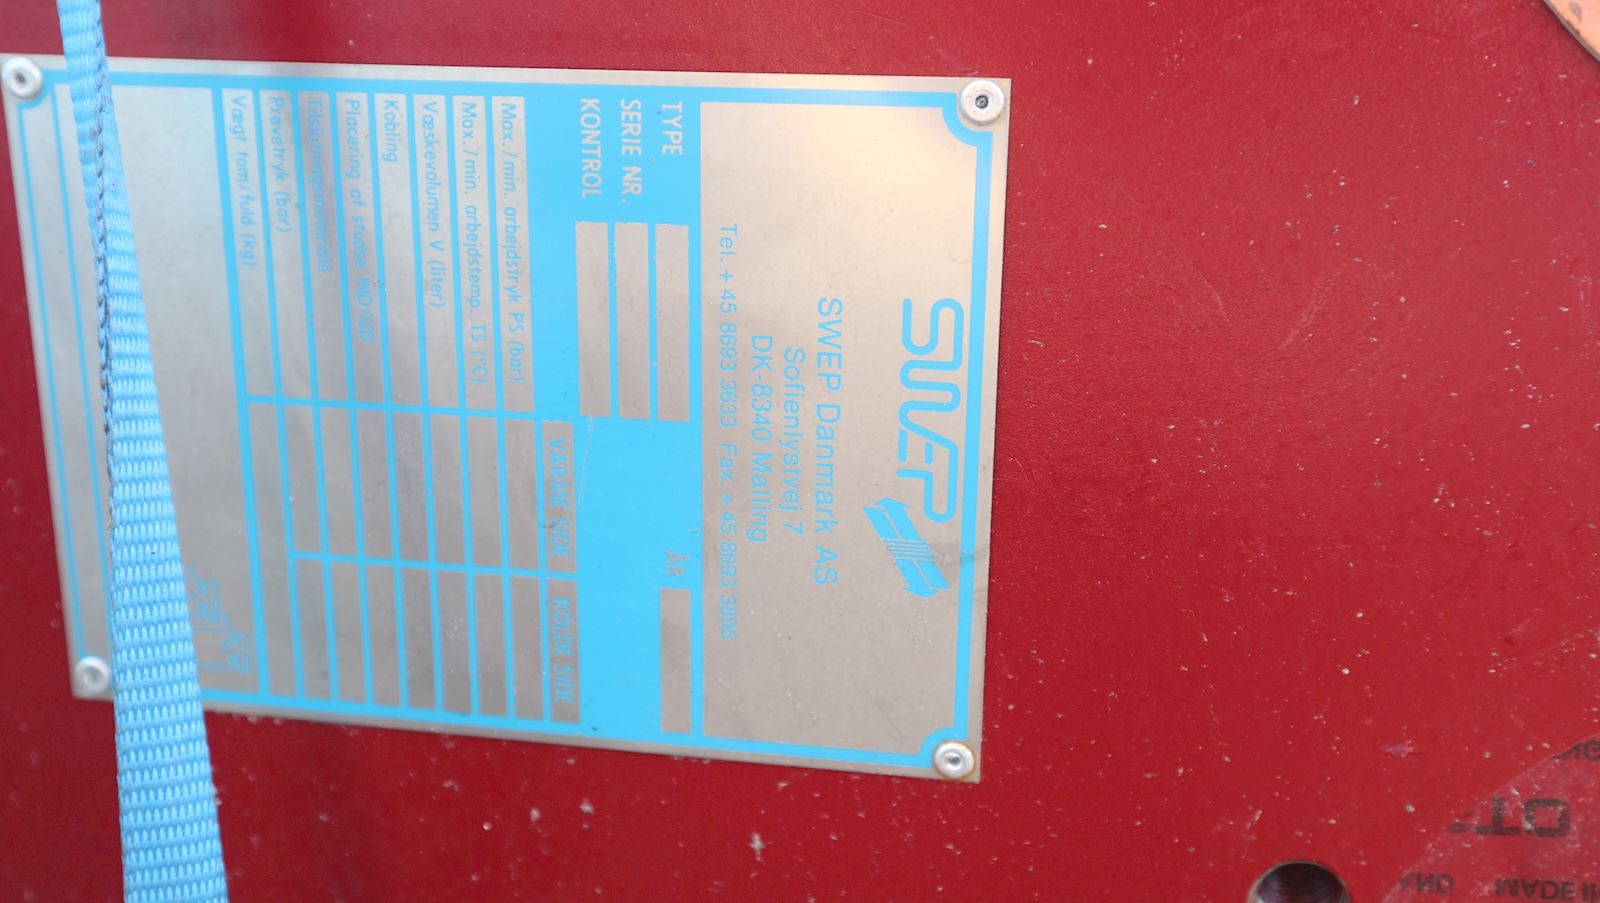 SWEP
SWEP Danmark AS
Sofienlystvej 7
DK-8340 Malling
Tel. + 45 8693 3633 Fax. + 45 8693 3895
TYPE
ÅR
SERIE NR.
KONTROL
VARME SIDE
KOLDE SIDE
Max./min. arbejdstryk PS (bar)
Max./min. arbejdstemp. TS (°C)
Væskevolumen V (liter)
Kobling
Placering af studse IND/UD
Tilslutningsmateriale
Prøvetryk (bar)
Vægt tom/fuld (kg)
MADE I